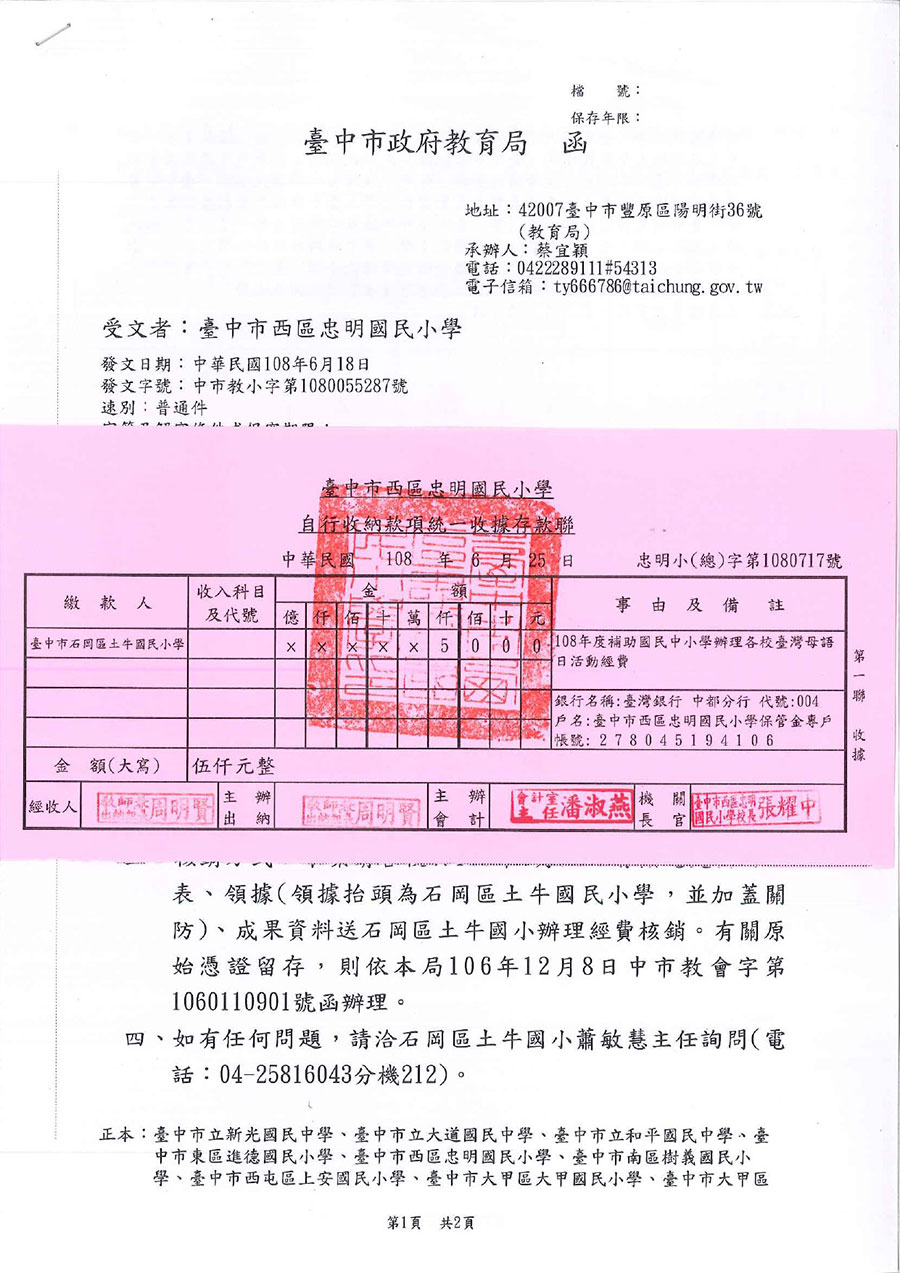 檔　號：
保存年限：
臺中市政府教育局　函
地址：42007臺中市豐原區陽明街36號
(教育局)
承辦人：蔡宜穎
電話：0422289111#54313
電子信箱：ty666786@taichung.gov.tw
受文者：臺中市西區忠明國民小學
發文日期：中華民國108年6月18日
發文字號：中市教小字第1080055287號
速別：普通件
臺中市西區忠明國民小學
自行收納款項統一收據存款聯
中華民國 108 年 6 月 25 日 忠明小(總)字第1080717號
繳款人 收入科目及代號 金額 事由及備註
億 仟 佰 十 萬 仟 佰 十 元
臺中市石岡區土牛國民小學 × × × × × 5 0 0 0 108年度補助國民中小學辦理各校臺灣母語
日活動經費
銀行名稱:臺灣銀行 中都分行 代號:004
戶名:臺中市西區忠明國民小學保管金專戶
帳號: 278045194106
第一聯 收據
金額(大寫) 伍仟元整
經收人 周明賢 主辦出納 周明賢 主辦會計 會計室主任潘淑燕 機關長官 臺中市西區忠明國民小學校長張耀中
表、領據(領據抬頭為石岡區土牛國民小學，並加蓋關
防)、成果資料送石岡區土牛國小辦理經費核銷。有關原
始憑證留存，則依本局106年12月8日中市教會字第
1060110901號函辦理。
四、如有任何問題，請洽石岡區土牛國小蕭敏慧主任詢問(電
話：04-25816043分機212)。
正本：臺中市立新光國民中學、臺中市立大道國民中學、臺中市立和平國民中學、臺
中市東區進德國民小學、臺中市西區忠明國民小學、臺中市南區樹義國民小
學、臺中市西屯區上安國民小學、臺中市大甲區大甲國民小學、臺中市大甲區
第1頁　共2頁